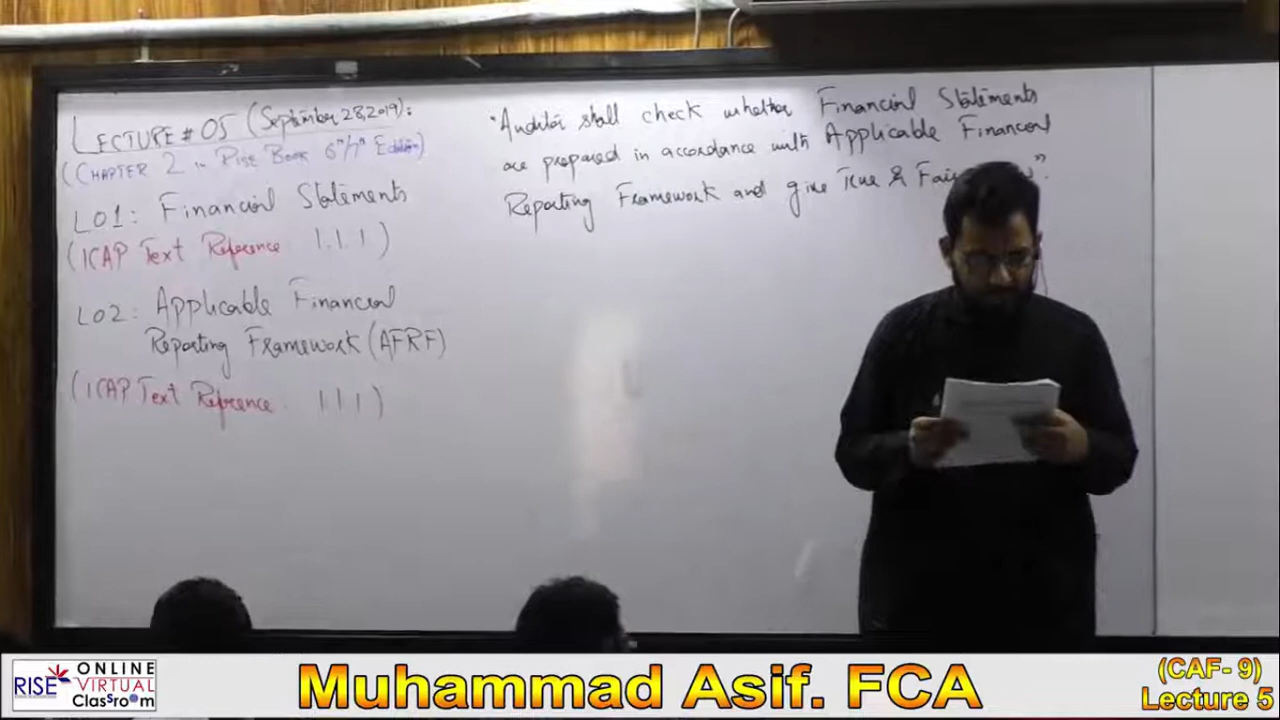 LECTURE # 05 (September 28, 2019):
(CHAPTER 2 in Rise Book 6th/7th Edition)
LO1: Financial Statements
(ICAP Text Reference 1.1.1)
LO2: Applicable Financial
Reporting Framework (AFRF)
(ICAP Text Reference 1.1.1)
"Auditor shall check whether Financial Statements
are prepared in accordance with Applicable Financial
Reporting Framework and give True & Fair w".
RISE ONLINE
VIRTUAL
Classroom
Muhammad Asif. FCA
(CAF- 9)
Lecture 5